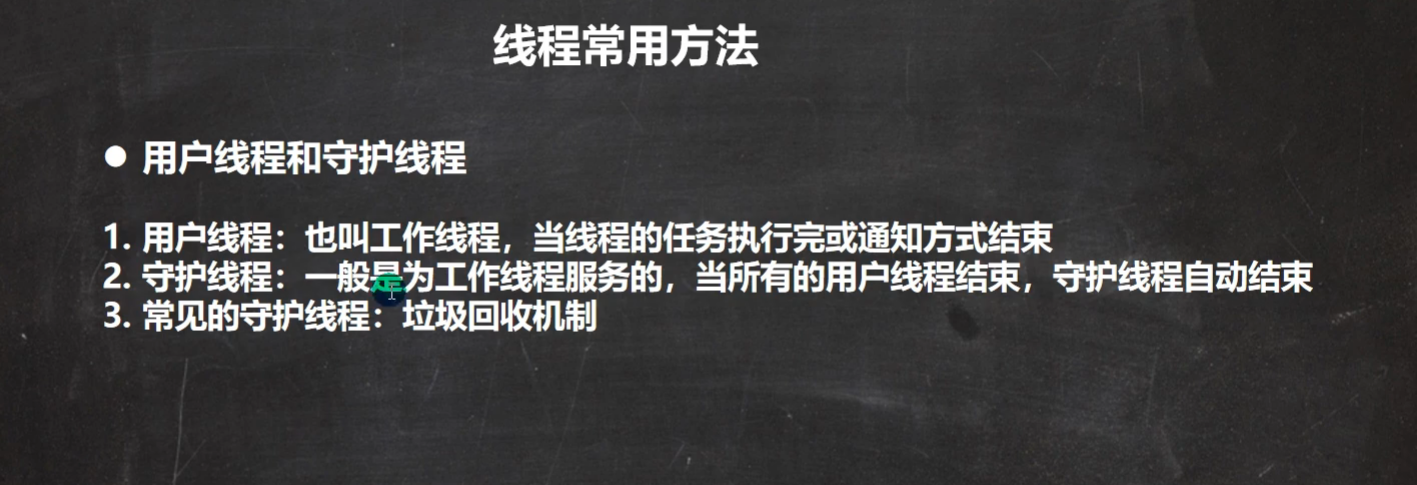 线程常用方法
● 用户线程和守护线程
1. 用户线程：也叫工作线程，当线程的任务执行完或通知方式结束
2. 守护线程：一般是为工作线程服务的，当所有的用户线程结束，守护线程自动结束
3. 常见的守护线程：垃圾回收机制